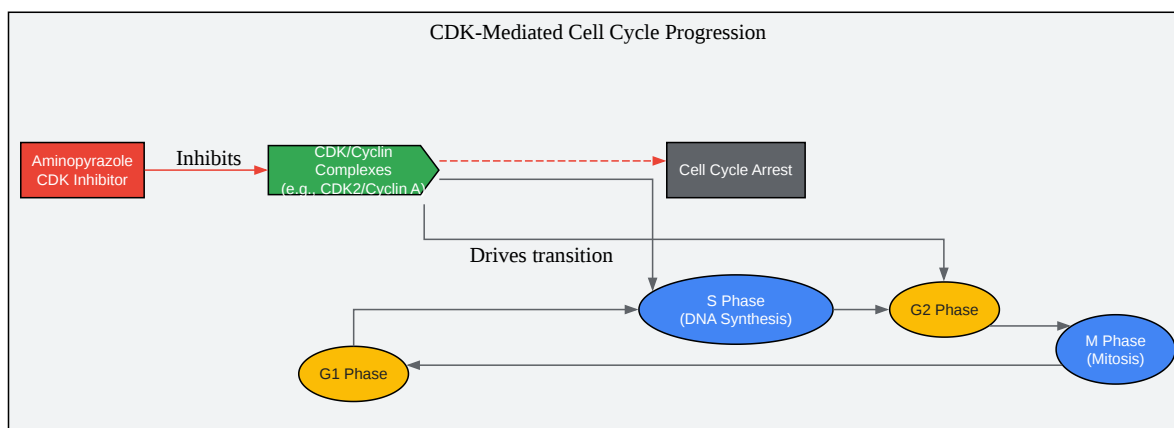 CDK-Mediated Cell Cycle Progression
Aminopyrazole
CDK Inhibitor
Inhibits
CDK/Cyclin
Complexes
(e.g., CDK2/Cyclin A)
Cell Cycle Arrest
Drives transition
S Phase
(DNA Synthesis)
G2 Phase
M Phase
(Mitosis)
G1 Phase